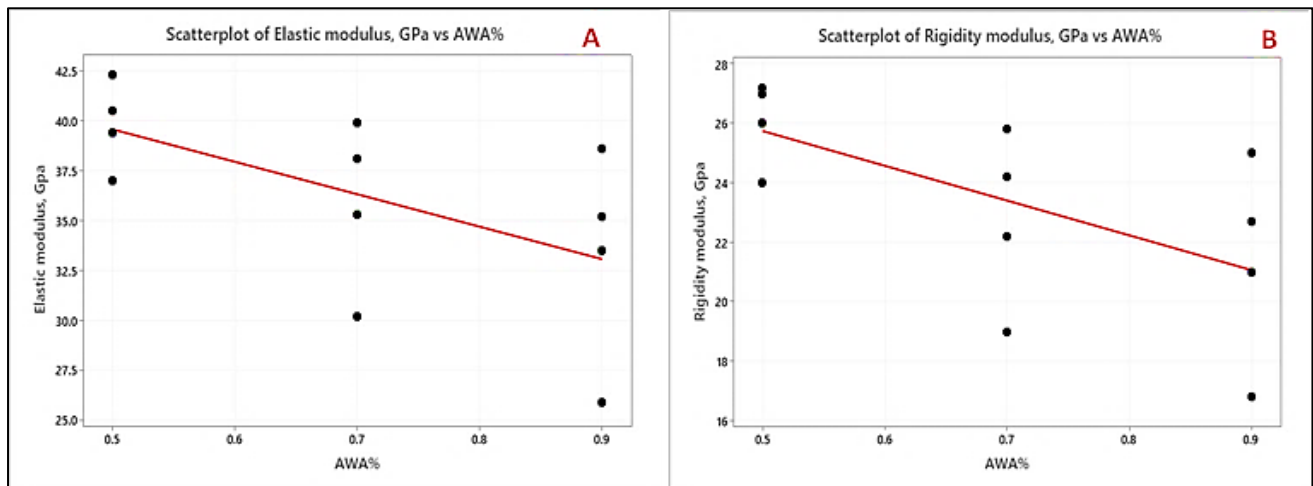 Scatterplot of Elastic modulus, GPa vs AWA%
A
42.5
40.0
37.5
35.0
32.5
30.0
27.5
25.0
Elastic modulus, Gpa
0.5 0.6 0.7 0.8 0.9
AWA%
Scatterplot of Rigidity modulus, GPa vs AWA%
B
28
26
24
22
20
18
16
Rigidity modulus, Gpa
0.5 0.6 0.7 0.8 0.9
AWA%